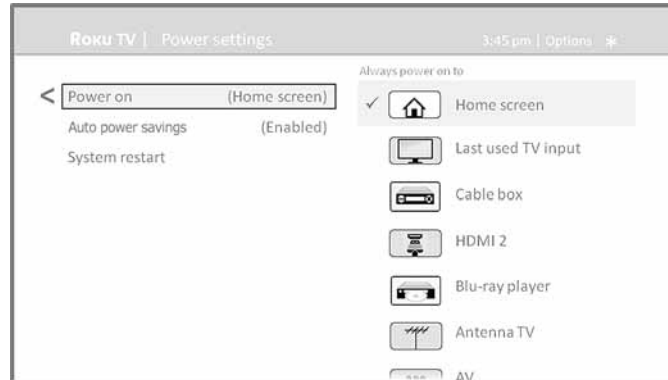 Roku TV | Power settings
3:45 pm | Options
Always power on to
< Power on (Home screen)
Auto power savings (Enabled)
System restart
✓ Home screen
Last used TV input
Cable box
HDMI 2
Blu-ray player
Antenna TV
AV